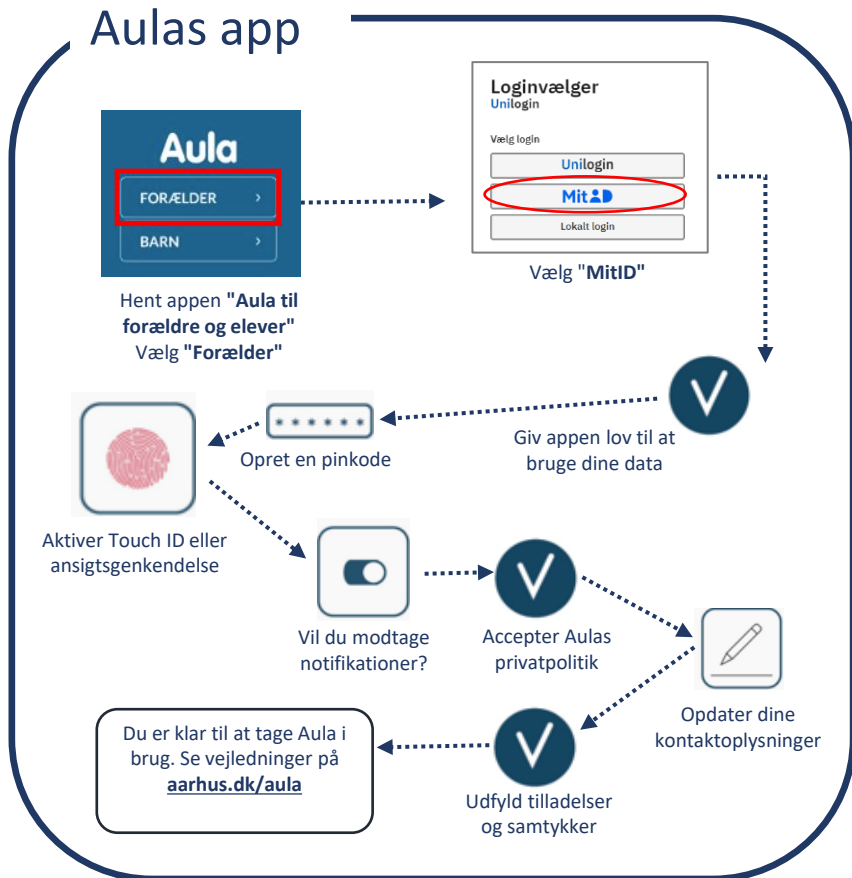 Aulas app
Aula
FORÆLDER
BARN
Hent appen "Aula til
forældre og elever"
Vælg "Forælder"
Loginvælger
Unilogin
Vælg login
Unilogin
MitID
Lokalt login
Vælg "MitID"
Giv appen lov til at
bruge dine data
******
Opret en pinkode
Aktiver Touch ID eller
ansigtsgenkendelse
Vil du modtage
notifikationer?
Accepter Aulas
privatpolitik
Opdater dine
kontaktoplysninger
Udfyld tilladelser
og samtykker
Du er klar til at tage Aula i
brug. Se vejledninger på
aarhus.dk/aula